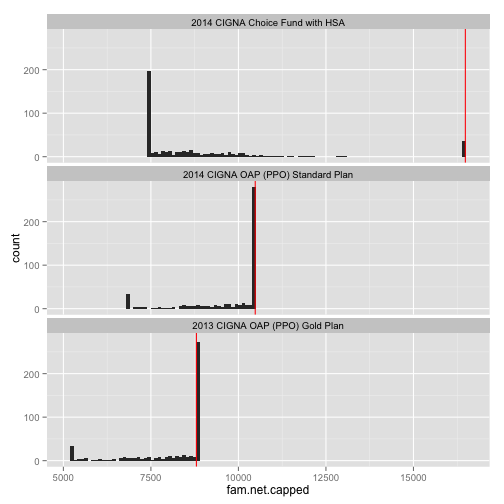 2014 CIGNA Choice Fund with HSA
200
100
0
2014 CIGNA OAP (PPO) Standard Plan
200
100
0
count
2013 CIGNA OAP (PPO) Gold Plan
200
100
0
5000 7500 10000 12500 15000
fam.net.capped